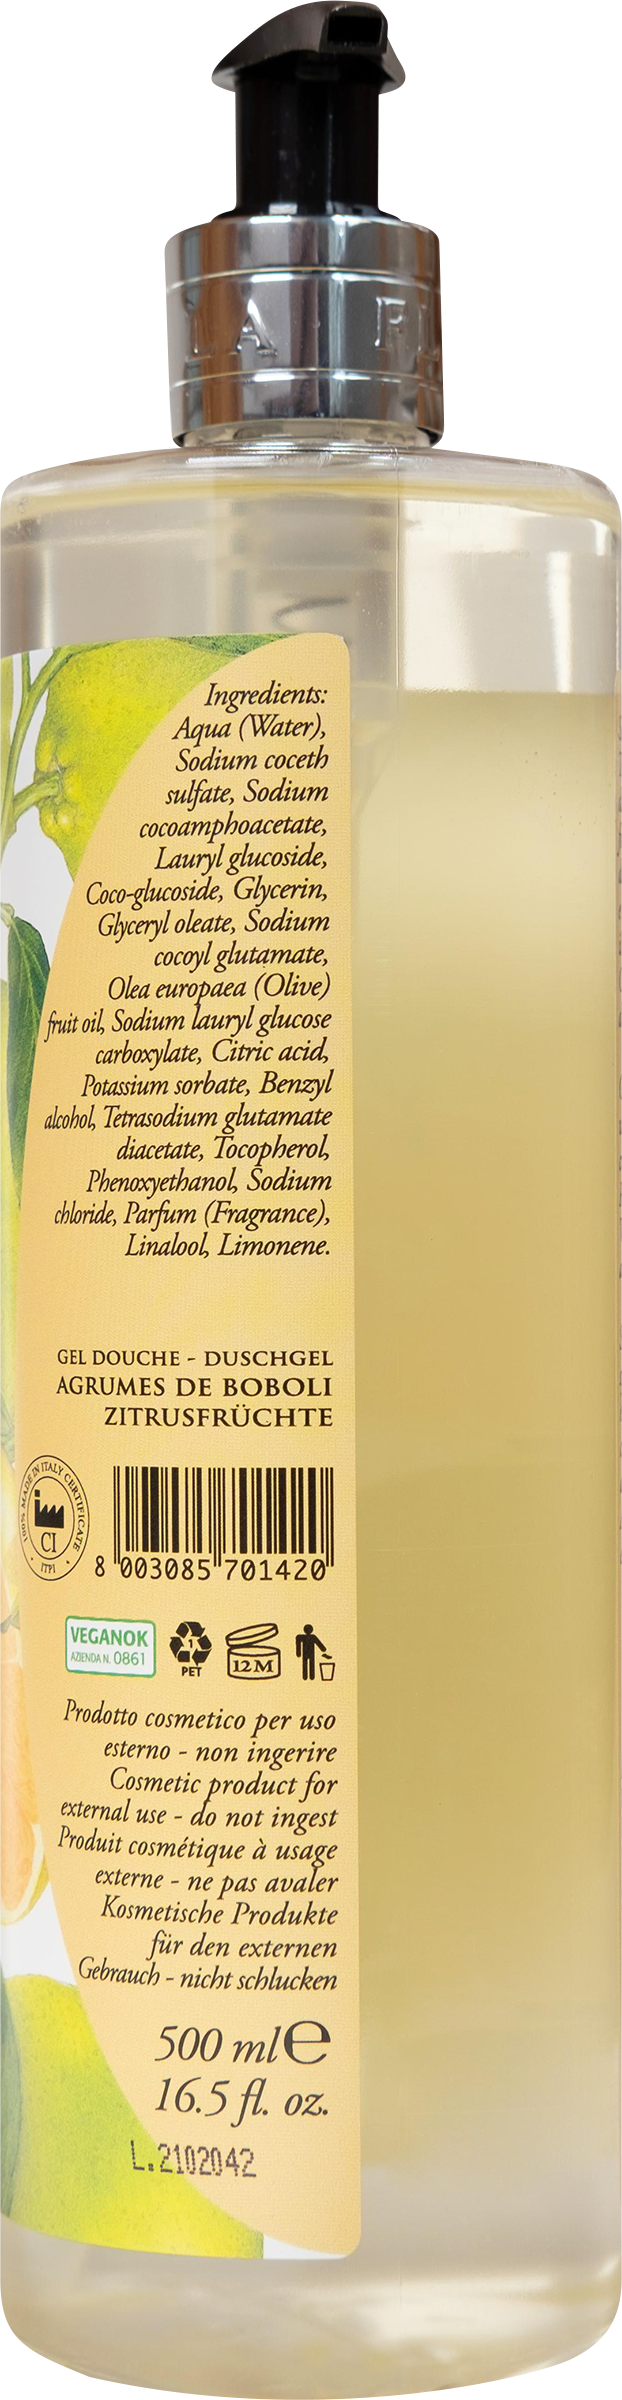 I A F
Ingredients:
Aqua (Water),
Sodium coceth
sulfate, Sodium
cocoamphoacetate,
Lauryl glucoside,
Coco-glucoside, Glycerin,
Glyceryl oleate, Sodium
cocoyl glutamate,
Olea europaea (Olive)
fruit oil, Sodium lauryl glucose
carboxylate, Citric acid,
Potassium sorbate, Benzyl
alcohol, Tetrasodium glutamate
diacetate, Tocopherol,
Phenoxyethanol, Sodium
chloride, Parfum (Fragrance),
Linalool, Limonene.
GEL DOUCHE - DUSCHGEL
AGRUMES DE BOBOLI
ZITRUSFRÜCHTE
100% MADE IN ITALY CERTIFICATE
CI
ITPI
8 003085 701420
VEGANOK
AZIENDA N. 0861
1
PET
12M
Prodotto cosmetico per uso
esterno - non ingerire
Cosmetic product for
external use - do not ingest
Produit cosmétique à usage
externe - ne pas avaler
Kosmetische Produkte
für den externen
Gebrauch - nicht schlucken
500 ml e
16.5 fl. oz.
L.2102042